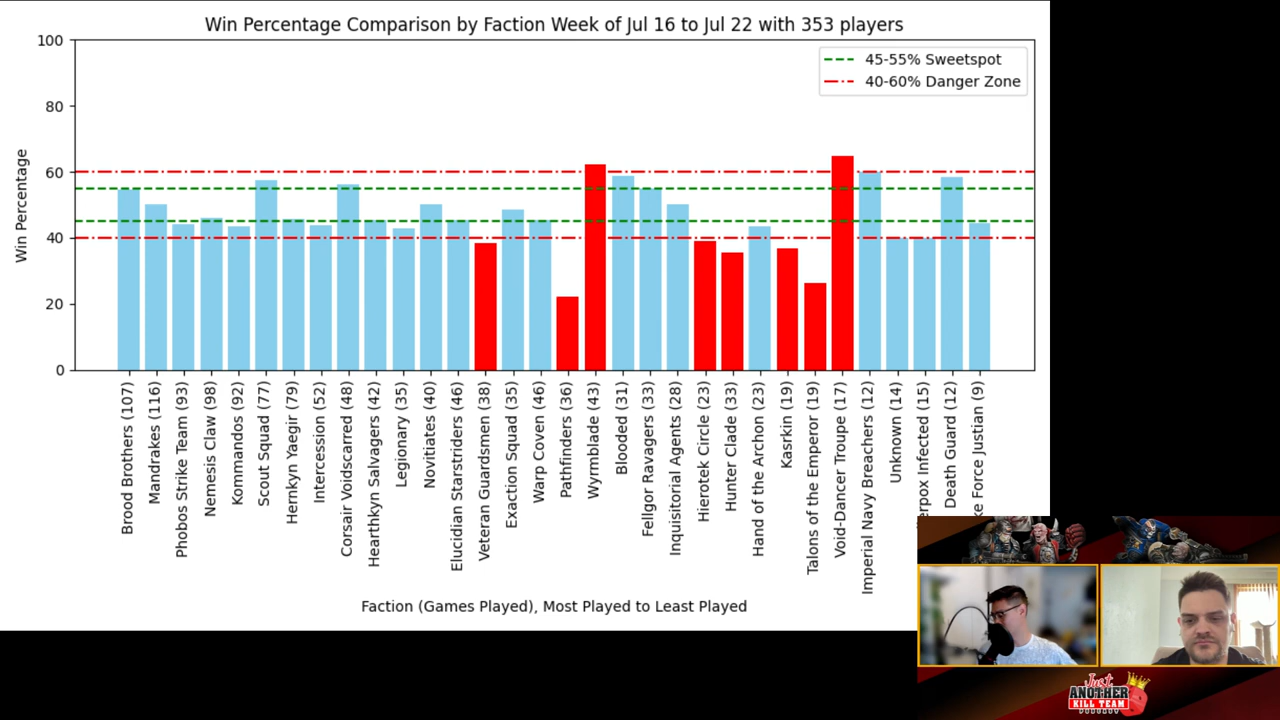 Win Percentage Comparison by Faction Week of Jul 16 to Jul 22 with 353 players
45-55% Sweetspot
40-60% Danger Zone
Win Percentage
100
80
60
40
20
0
Brood Brothers (107)
Mandrakes (116)
Phobos Strike Team (93)
Nemesis Claw (98)
Kommandos (92)
Scout Squad (77)
Hernkyn Yaegir (79)
Intercession (52)
Corsair Voidscarred (48)
Hearthkyn Salvagers (42)
Legionary (35)
Novitiates (40)
Elucidian Starstriders (46)
Veteran Guardsmen (38)
Exaction Squad (35)
Warp Coven (46)
Pathfinders (36)
Wyrmblade (43)
Blooded (31)
Fellgor Ravagers (33)
Inquisitorial Agents (28)
Hierotek Circle (23)
Hunter Clade (33)
Hand of the Archon (23)
Kasrkin (19)
Talons of the Emperor (19)
Void-Dancer Troupe (17)
Imperial Navy Breachers (12)
Unknown (14)
erpox Infected (15)
Death Guard (12)
ke Force Justian (9)
Faction (Games Played), Most Played to Least Played
Just
ANOTHER
KILL TEAM